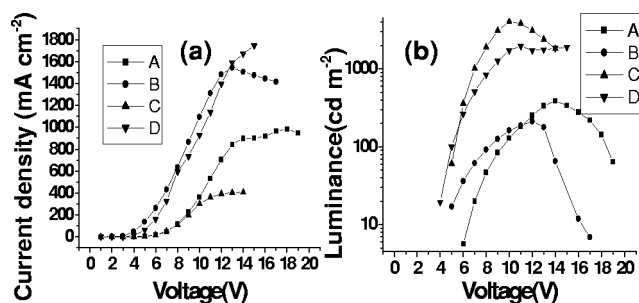 Current density (mA cm-2)
1800
1600
1400
1200
1000
800
600
400
200
0
(a)
A
B
C
D
0 2 4 6 8 10 12 14 16 18 20
Voltage(V)
Luminance(cd m-2)
1000
100
10
(b)
A
B
C
D
0 2 4 6 8 10 12 14 16 18 20
Voltage(V)